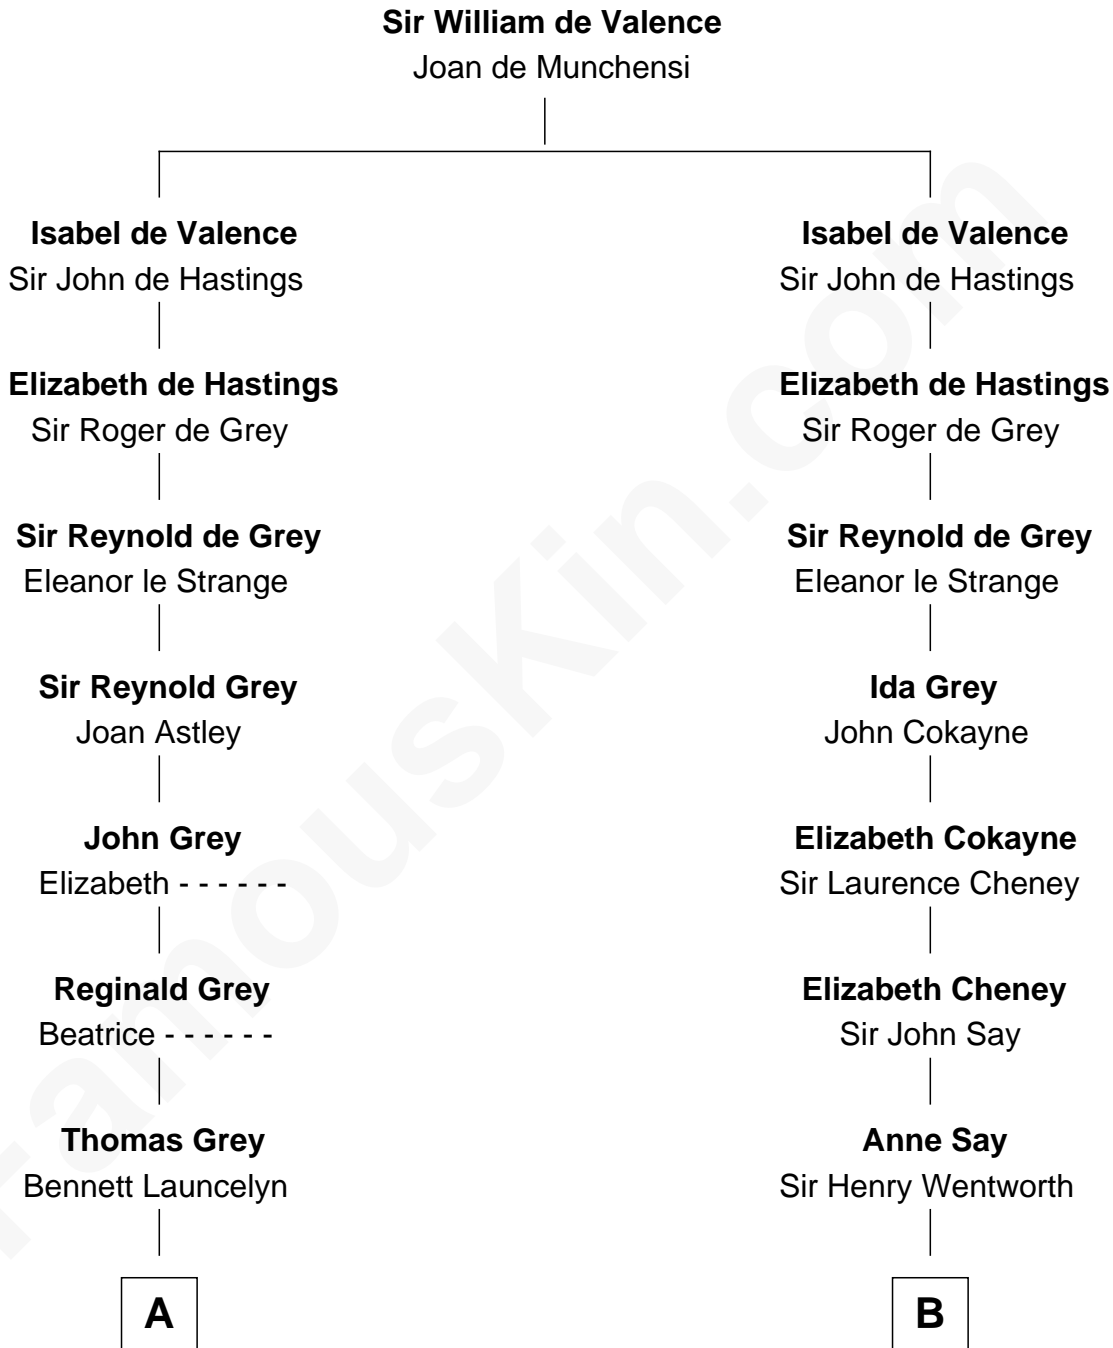 Sir William de Valence
Joan de Munchensi
Isabel de Valence
Sir John de Hastings
Isabel de Valence
Sir John de Hastings
Elizabeth de Hastings
Sir Roger de Grey
Elizabeth de Hastings
Sir Roger de Grey
Sir Reynold de Grey
Eleanor le Strange
Sir Reynold de Grey
Eleanor le Strange
Sir Reynold Grey
Joan Astley
Ida Grey
John Cokayne
John Grey
Elizabeth - - - - - -
Elizabeth Cokayne
Sir Laurence Cheney
Reginald Grey
Beatrice - - - - - -
Elizabeth Cheney
Sir John Say
Thomas Grey
Bennett Launcelyn
Anne Say
Sir Henry Wentworth
A
B
FamousKin.com